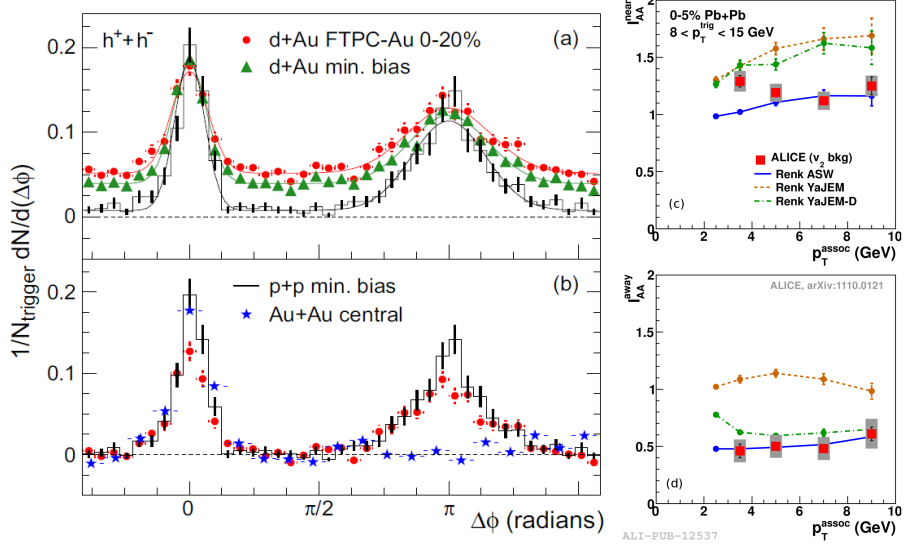 1/N_trigger dN/d(Δϕ)
0.2
0.1
0
h⁺+h⁻
d+Au FTPC-Au 0-20%
d+Au min. bias
(a)
0.2
0.1
0
p+p min. bias
Au+Au central
(b)
0 π/2 π
Δϕ (radians)
I_AA^near
2
1.5
1
0.5
0-5% Pb+Pb
8 < p_T^trig < 15 GeV
ALICE (v₂ bkg)
Renk ASW
Renk YaJEM
Renk YaJEM-D
(c)
0 2 4 6 8 10
p_T^assoc (GeV)
I_AA^away
2
1.5
1
0.5
0
ALICE, arXiv:1110.0121
(d)
0 2 4 6 8 10
p_T^assoc (GeV)
ALI-PUB-12537